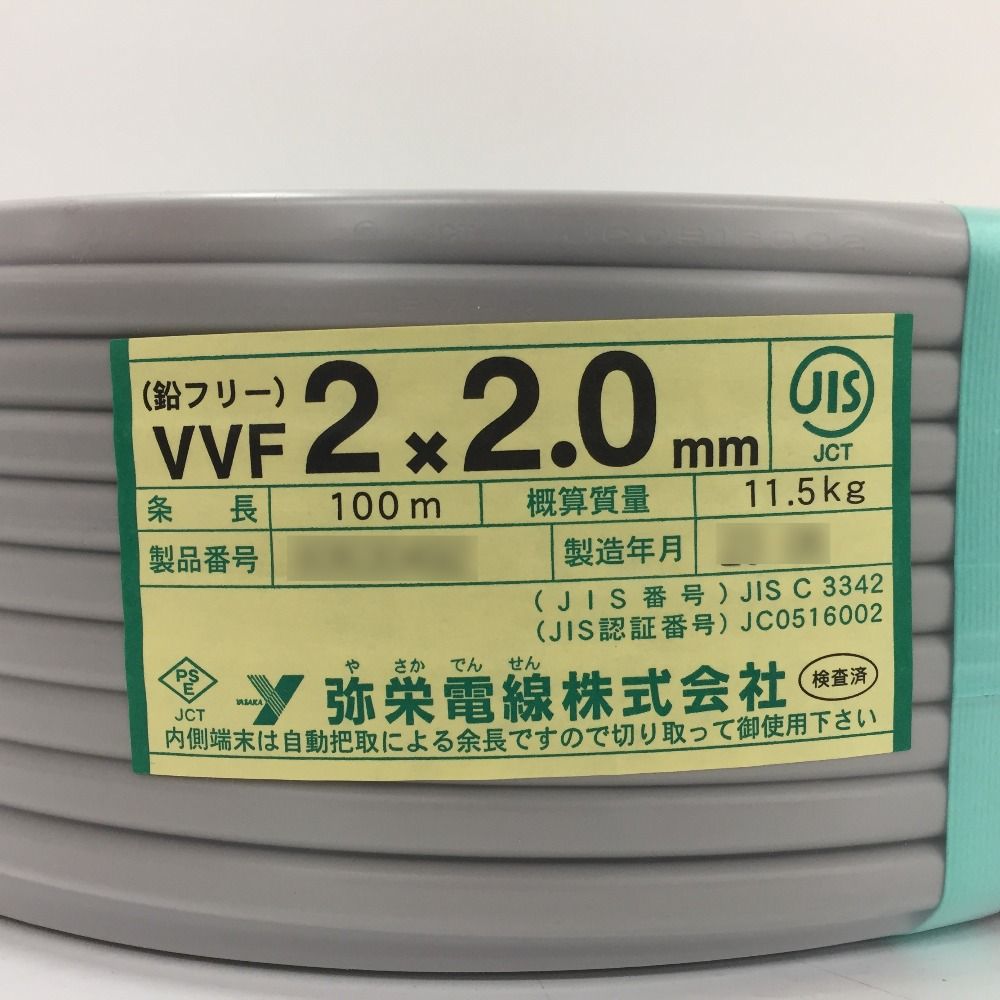 (鉛フリー)
VVF 2×2.0mm
JIS
JCT
条長 100m 概算質量 11.5kg
製品番号 製造年月
(JIS番号) JIS C 3342
(JIS認証番号) JC0516002
や さか でん せん
PSE JCT YASAKA 弥栄電線株式会社 検査済
内側端末は自動把取による余長ですので切り取って御使用下さい